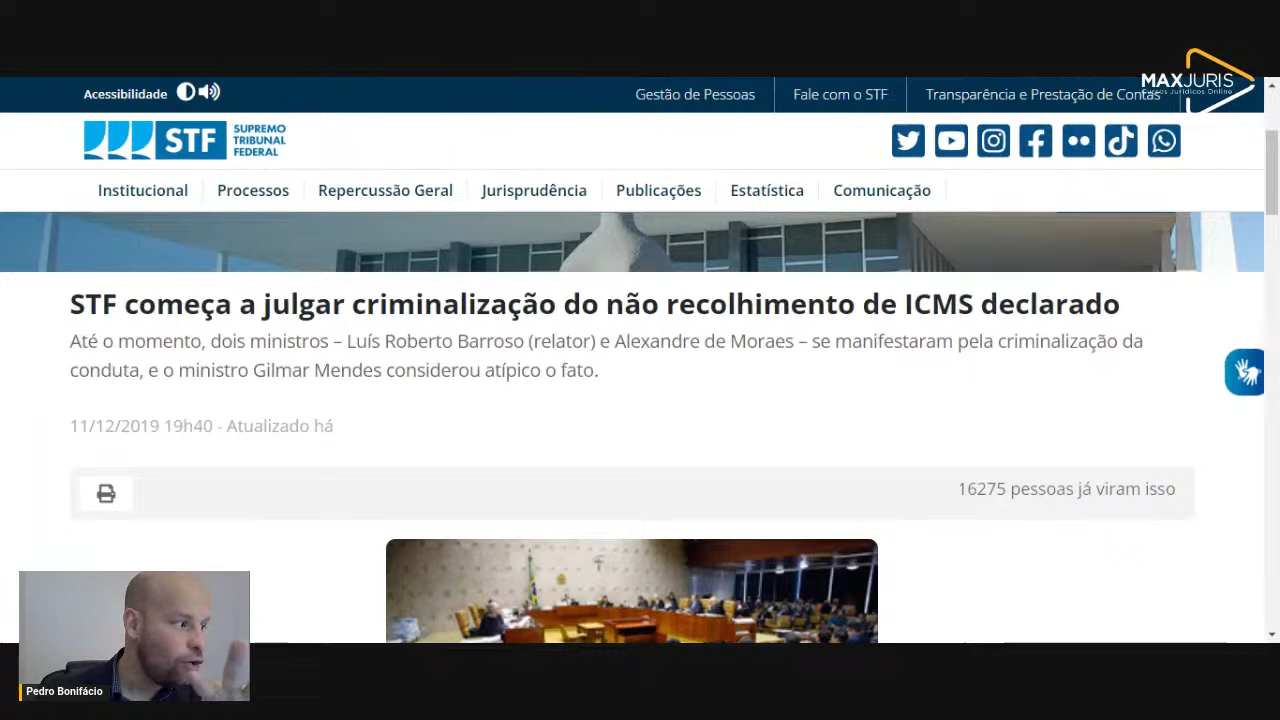 MAXJURIS
Cursos Jurídicos Online
Acessibilidade
Gestão de Pessoas
Fale com o STF
Transparência e Prestação de Contas
STF
SUPREMO
TRIBUNAL
FEDERAL
Institucional
Processos
Repercussão Geral
Jurisprudência
Publicações
Estatística
Comunicação
STF começa a julgar criminalização do não recolhimento de ICMS declarado
Até o momento, dois ministros – Luís Roberto Barroso (relator) e Alexandre de Moraes – se manifestaram pela criminalização da
conduta, e o ministro Gilmar Mendes considerou atípico o fato.
11/12/2019 19h40 - Atualizado há
16275 pessoas já viram isso
Pedro Bonifácio